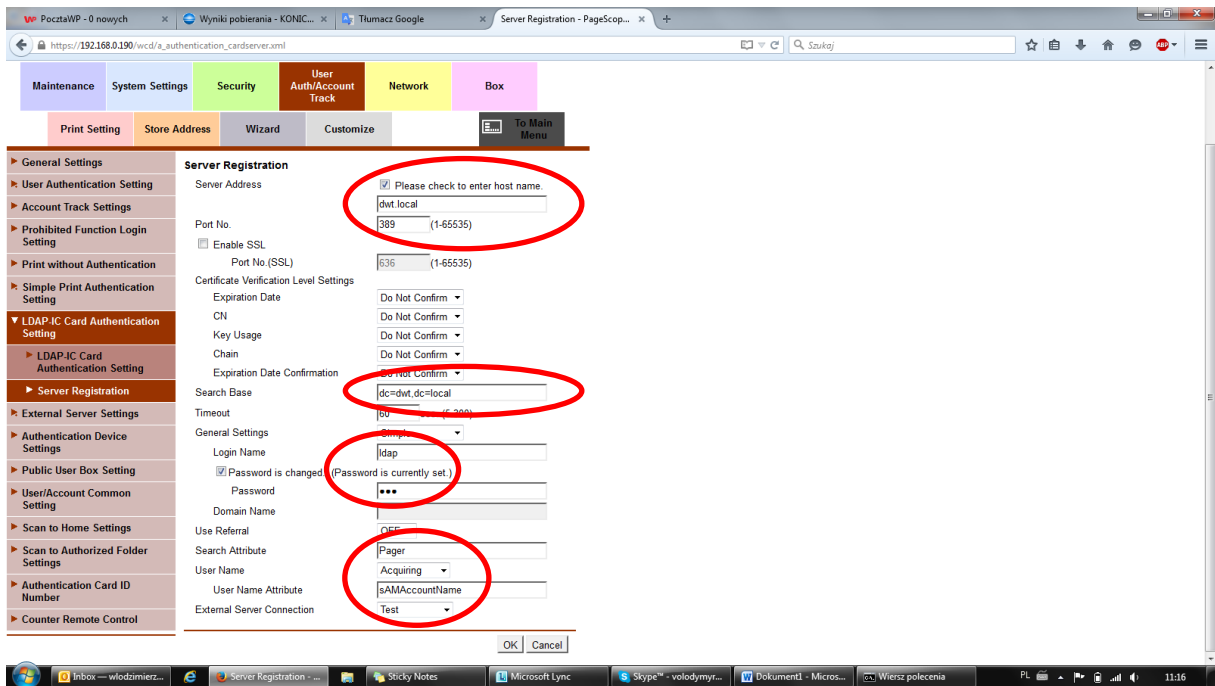 PocztaWP - 0 nowych × Wyniki pobierania - KONIC... × Tłumacz Google × Server Registration - PageScop... × +
https://192.168.0.190/wcd/a_authentication_cardserver.xml Szukaj ABP
Maintenance System Settings Security User Auth/Account Track Network Box
Print Setting Store Address Wizard Customize To Main Menu
General Settings
User Authentication Setting
Account Track Settings
Prohibited Function Login Setting
Print without Authentication
Simple Print Authentication Setting
LDAP-IC Card Authentication Setting
LDAP-IC Card Authentication Setting
Server Registration
External Server Settings
Authentication Device Settings
Public User Box Setting
User/Account Common Setting
Scan to Home Settings
Scan to Authorized Folder Settings
Authentication Card ID Number
Counter Remote Control
Server Registration
Server Address Please check to enter host name.
dwt.local
Port No. 389 (1-65535)
Enable SSL
Port No.(SSL) 636 (1-65535)
Certificate Verification Level Settings
Expiration Date Do Not Confirm
CN Do Not Confirm
Key Usage Do Not Confirm
Chain Do Not Confirm
Expiration Date Confirmation Do Not Confirm
Search Base dc=dwt,dc=local
Timeout 60
General Settings Simple
Login Name ldap
Password is changed. (Password is currently set.)
Password •••
Domain Name
Use Referral OFF
Search Attribute Pager
User Name Acquiring
User Name Attribute sAMAccountName
External Server Connection Test
OK Cancel
Inbox — wlodzimierz... Server Registration - ... Sticky Notes Microsoft Lync Skype™ - volodymyr... Dokument1 - Micros... Wiersz polecenia PL 11:16